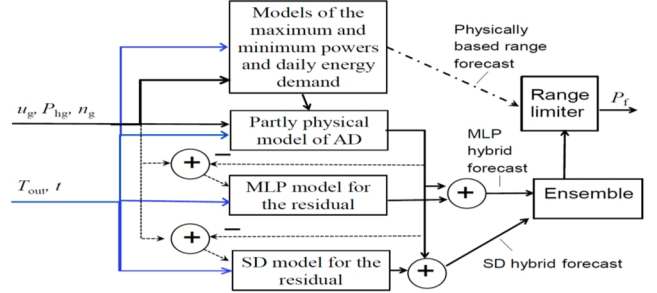 Models of the
maximum and
minimum powers
and daily energy
demand
Physically
based range
forecast
Range
limiter
Pf
ug, Phg, ng
Partly physical
model of AD
MLP
hybrid
forecast
+
−
MLP model for
the residual
+
Ensemble
Tout, t
+
−
SD model for the
residual
+
SD hybrid forecast